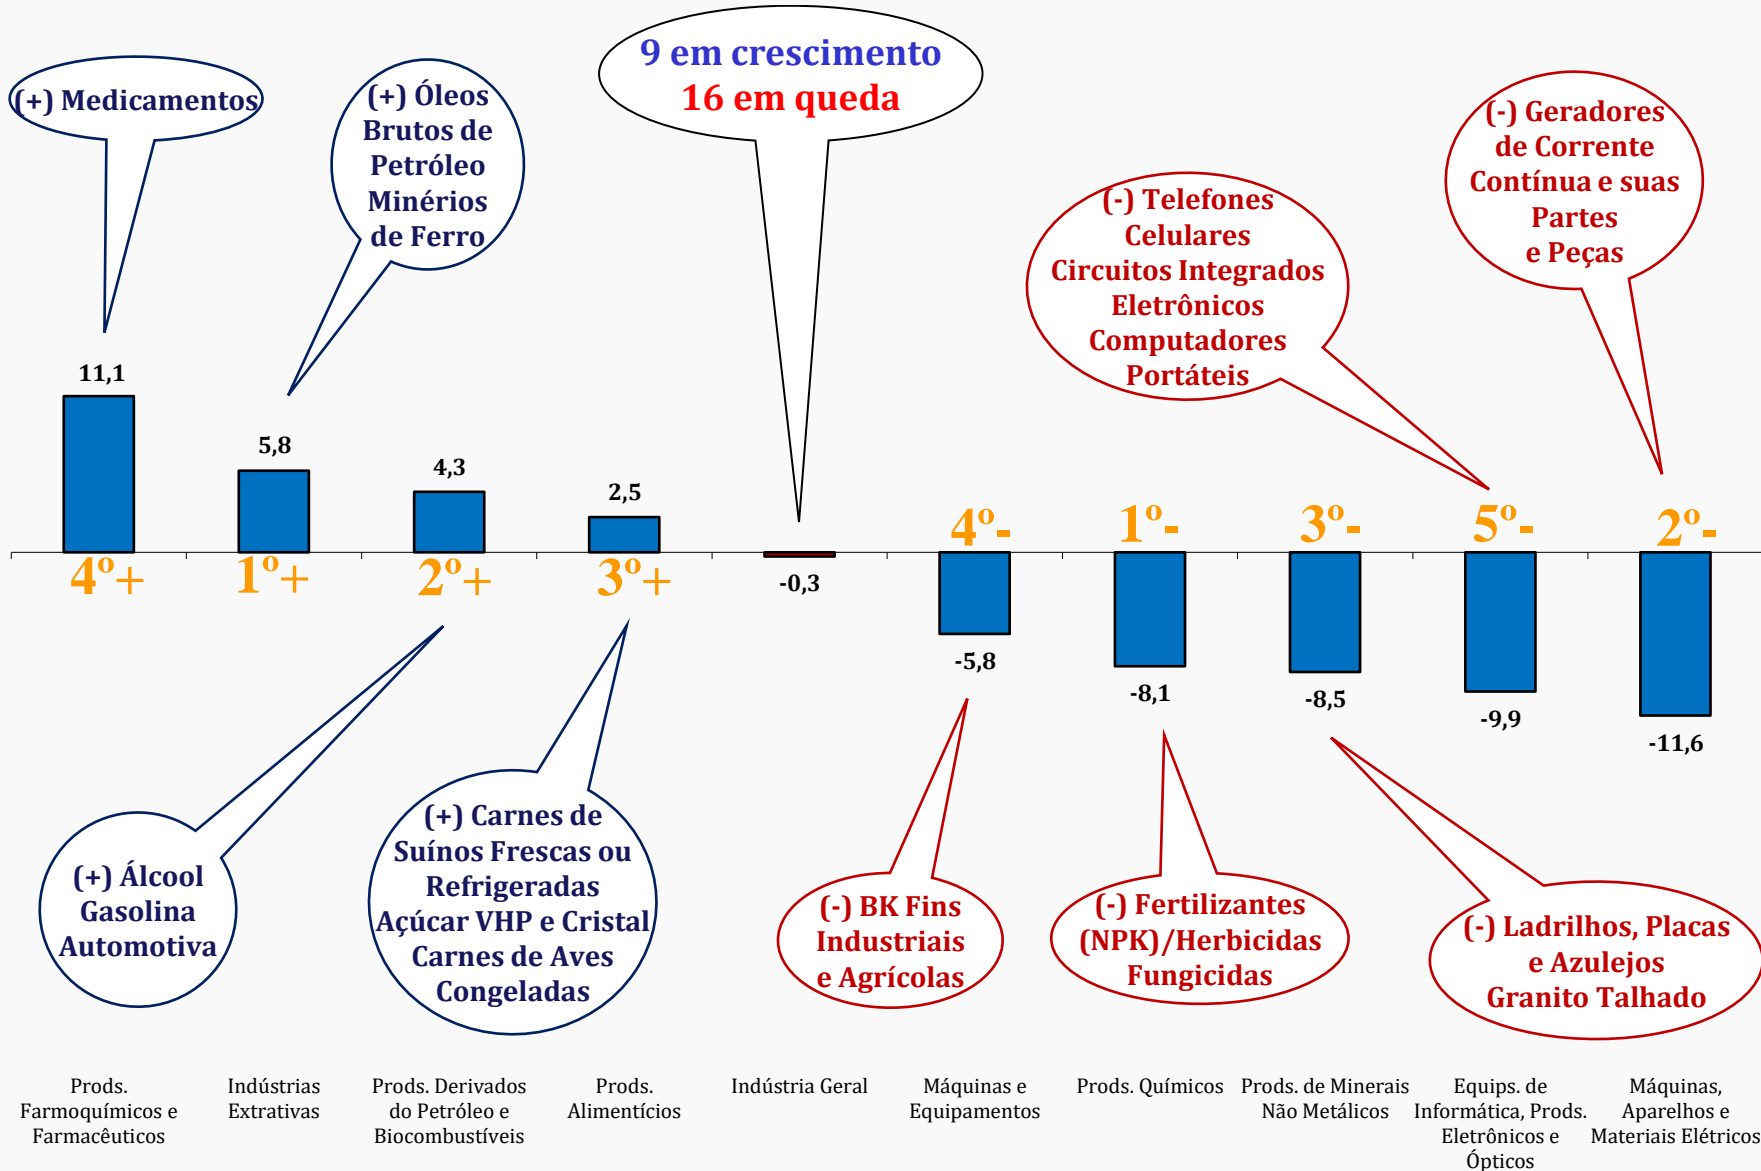 9 em crescimento
16 em queda
(+) Medicamentos
(+) Óleos
Brutos de
Petróleo
Minérios
de Ferro
(-) Telefones
Celulares
Circuitos Integrados
Eletrônicos
Computadores
Portáteis
(-) Geradores
de Corrente
Contínua e suas
Partes
e Peças
11,1
5,8
4,3
2,5
-0,3
-5,8
-8,1
-8,5
-9,9
-11,6
4º+
1º+
2º+
3º+
4º-
1º-
3º-
5º-
2º-
(+) Álcool
Gasolina
Automotiva
(+) Carnes de
Suínos Frescas ou
Refrigeradas
Açúcar VHP e Cristal
Carnes de Aves
Congeladas
(-) BK Fins
Industriais
e Agrícolas
(-) Fertilizantes
(NPK)/Herbicidas
Fungicidas
(-) Ladrilhos, Placas
e Azulejos
Granito Talhado
Prods.
Farmoquímicos e
Farmacêuticos
Indústrias
Extrativas
Prods. Derivados
do Petróleo e
Biocombustíveis
Prods.
Alimentícios
Indústria Geral
Máquinas e
Equipamentos
Prods. Químicos
Prods. de Minerais
Não Metálicos
Equips. de
Informática, Prods.
Eletrônicos e
Ópticos
Máquinas,
Aparelhos e
Materiais Elétricos